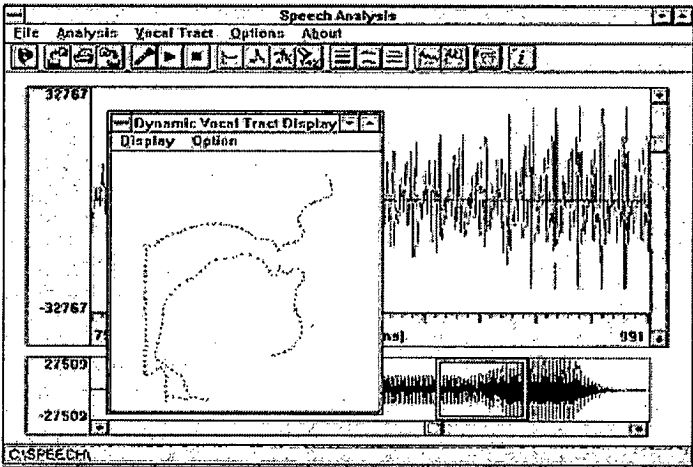 Speech Analysis
File Analysis Vocal Tract Options About
32767
Dynamic Vocal Tract Display
Display Option
-32767
991
27509
-27509
C:\SPEECH\